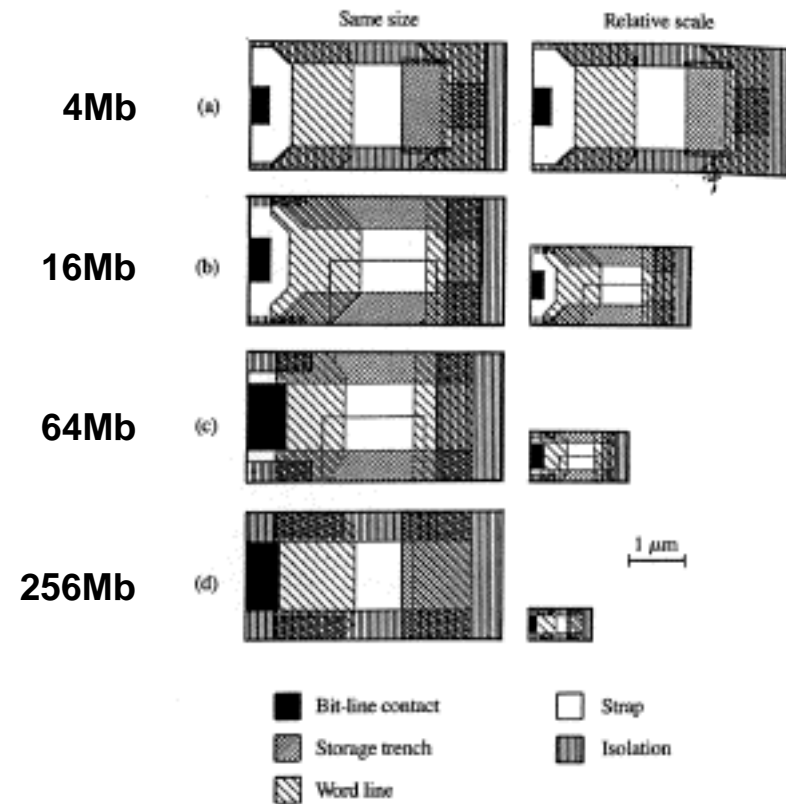 Same size Relative scale
4Mb (a)
16Mb (b)
64Mb (c)
1 μm
256Mb (d)
Bit-line contact Strap
Storage trench Isolation
Word line